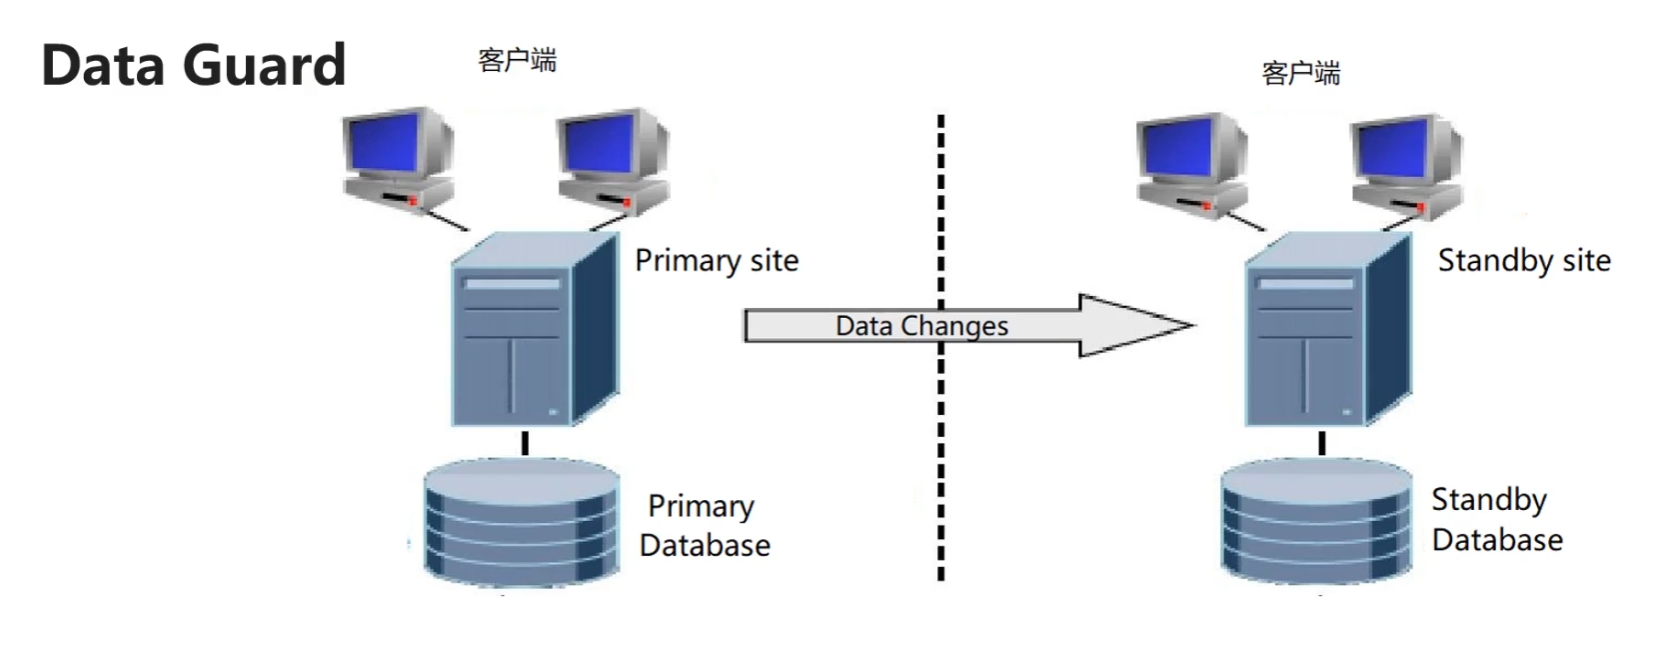 Data Guard
客户端
客户端
Primary site
Standby site
Data Changes
Primary
Database
Standby
Database